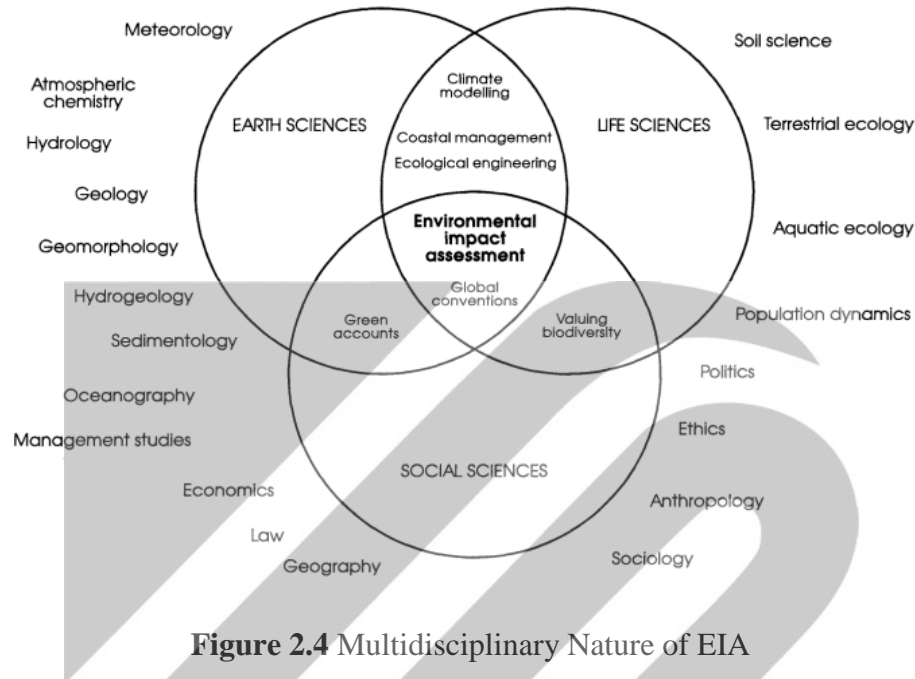 Meteorology
Soil science
Climate
modelling
Atmospheric
chemistry
EARTH SCIENCES
LIFE SCIENCES
Terrestrial ecology
Hydrology
Coastal management
Ecological engineering
Geology
Environmental
impact
assessment
Aquatic ecology
Geomorphology
Global
conventions
Hydrogeology
Green
accounts
Valuing
biodiversity
Population dynamics
Sedimentology
Politics
Oceanography
Ethics
Management studies
SOCIAL SCIENCES
Economics
Anthropology
Law
Sociology
Geography
Figure 2.4 Multidisciplinary Nature of EIA